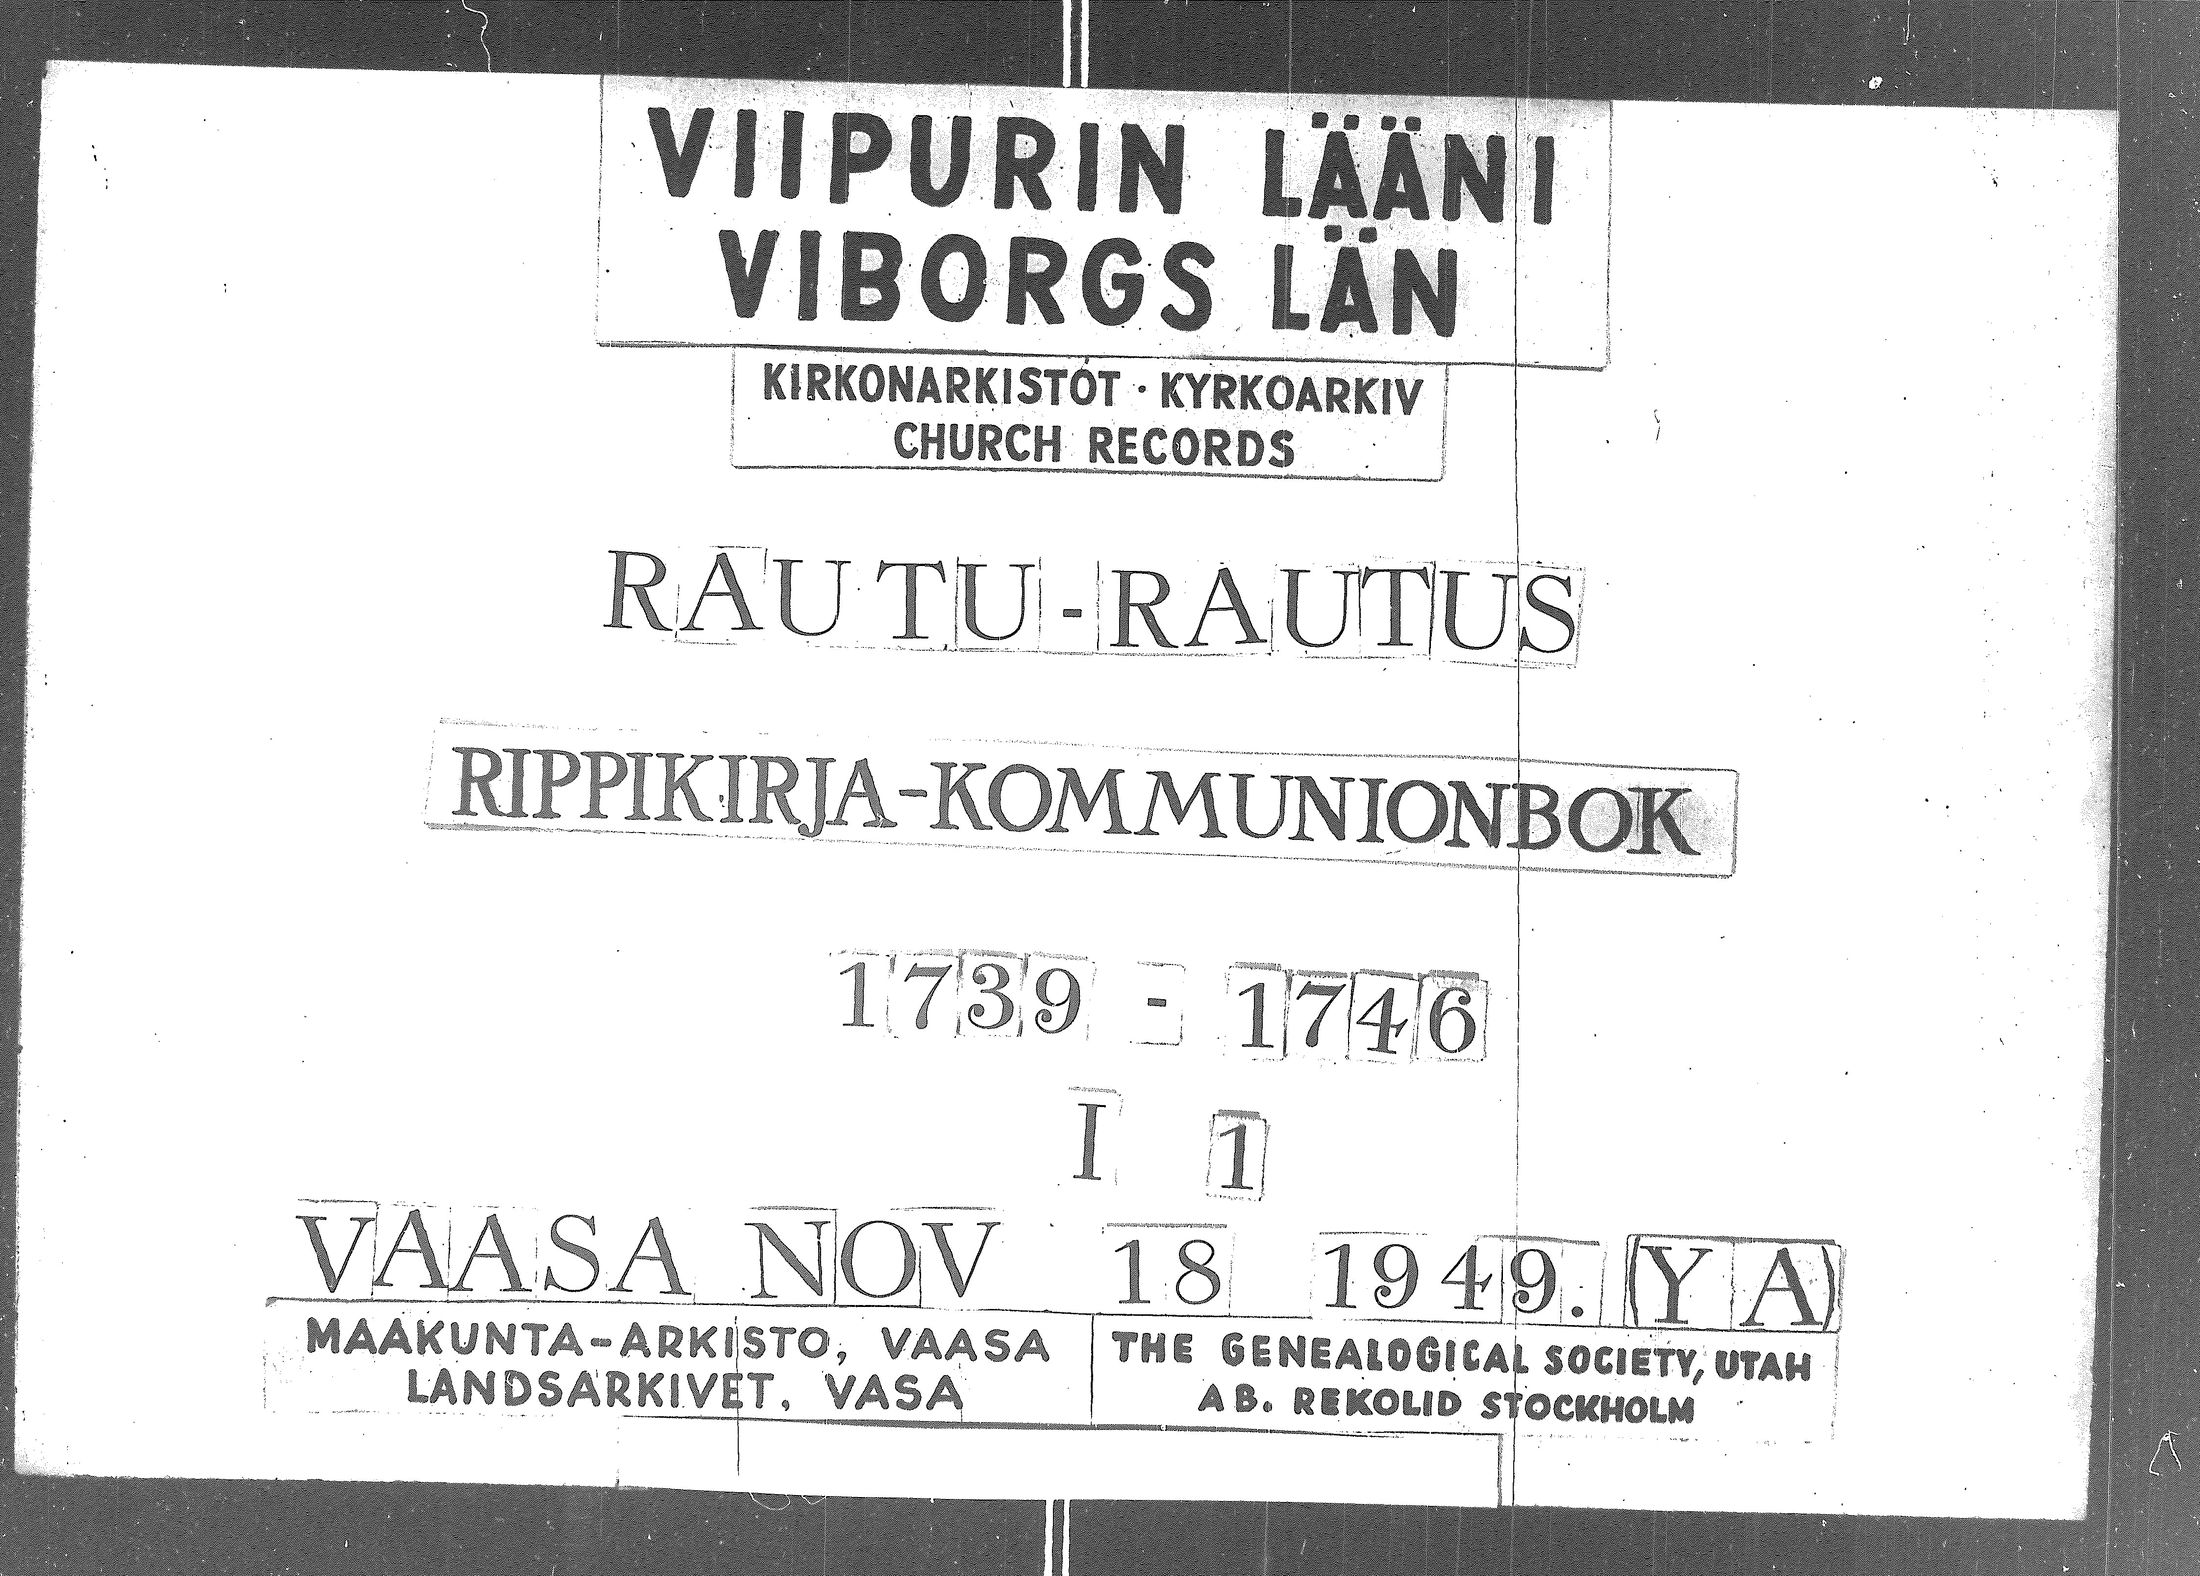 VIIPURIN LÄÄNI
VIBORGS LÄN
KIRKONARKISTOT · KYRKOARKIV
CHURCH RECORDS
RAUTU-RAUTUS
RIPPIKIRJA-KOMMUNIONBOK
1739 - 1746
I 1
VAASA NOV 18 1949. (YA)
MAAKUNTA-ARKISTO, VAASA
LANDSARKIVET, VASA
THE GENEALOGICAL SOCIETY, UTAH
AB. REKOLID STOCKHOLM